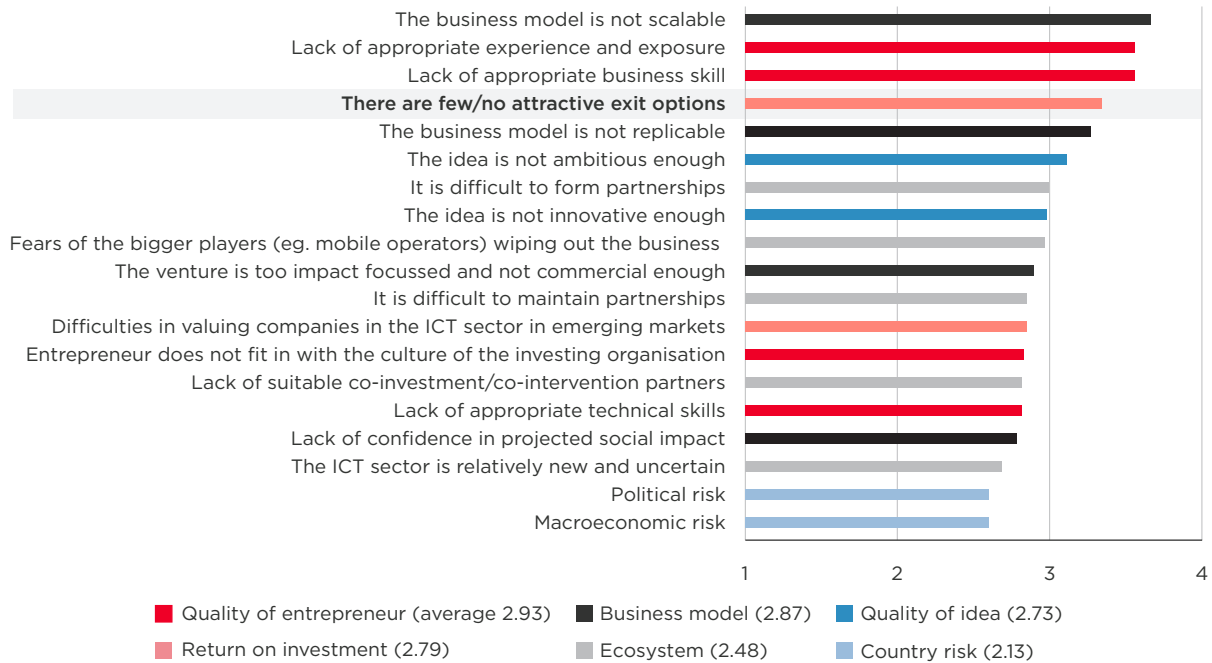 The business model is not scalable
Lack of appropriate experience and exposure
Lack of appropriate business skill
There are few/no attractive exit options
The business model is not replicable
The idea is not ambitious enough
It is difficult to form partnerships
The idea is not innovative enough
Fears of the bigger players (eg. mobile operators) wiping out the business
The venture is too impact focussed and not commercial enough
It is difficult to maintain partnerships
Difficulties in valuing companies in the ICT sector in emerging markets
Entrepreneur does not fit in with the culture of the investing organisation
Lack of suitable co-investment/co-intervention partners
Lack of appropriate technical skills
Lack of confidence in projected social impact
The ICT sector is relatively new and uncertain
Political risk
Macroeconomic risk
1 2 3 4
Quality of entrepreneur (average 2.93) Business model (2.87) Quality of idea (2.73)
Return on investment (2.79) Ecosystem (2.48) Country risk (2.13)